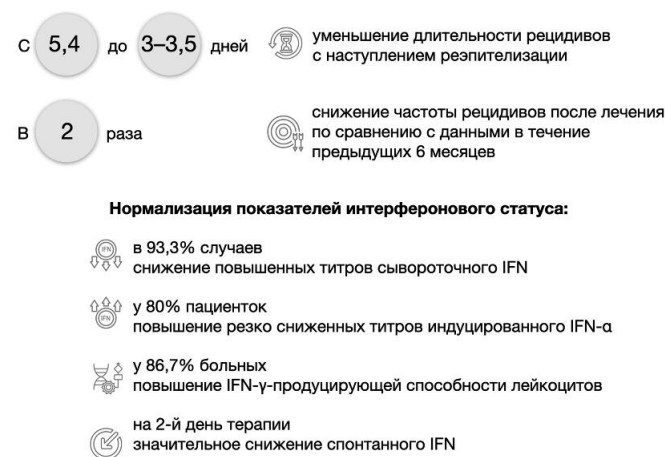 С 5,4 до 3–3,5 дней
уменьшение длительности рецидивов
с наступлением реэпителизации
В 2 раза
снижение частоты рецидивов после лечения
по сравнению с данными в течение
предыдущих 6 месяцев
Нормализация показателей интерферонового статуса:
IFN
в 93,3% случаев
снижение повышенных титров сывороточного IFN
IFN
у 80% пациенток
повышение резко сниженных титров индуцированного IFN-α
у 86,7% больных
повышение IFN-γ-продуцирующей способности лейкоцитов
на 2-й день терапии
значительное снижение спонтанного IFN